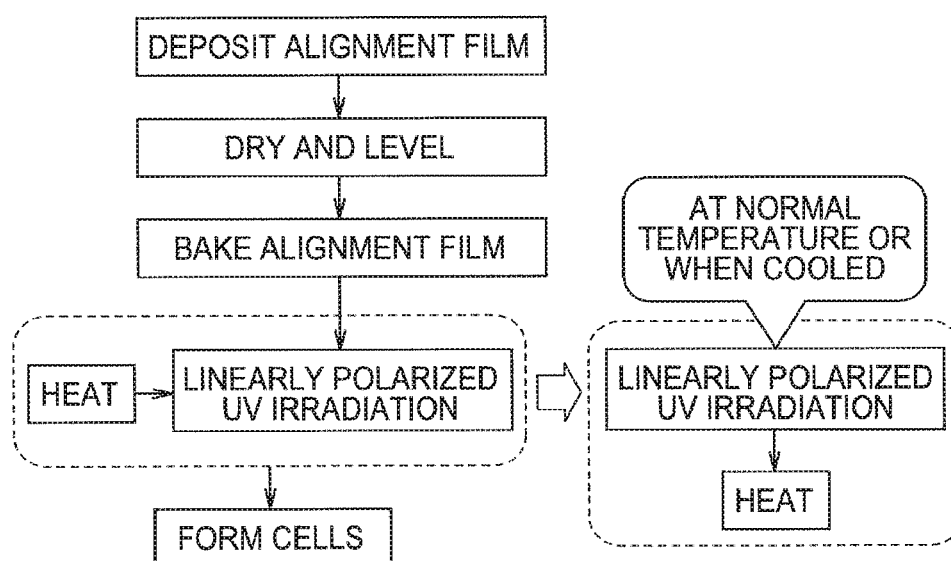 DEPOSIT ALIGNMENT FILM
DRY AND LEVEL
BAKE ALIGNMENT FILM
HEAT
LINEARLY POLARIZED
UV IRRADIATION
FORM CELLS
AT NORMAL
TEMPERATURE OR
WHEN COOLED
LINEARLY POLARIZED
UV IRRADIATION
HEAT